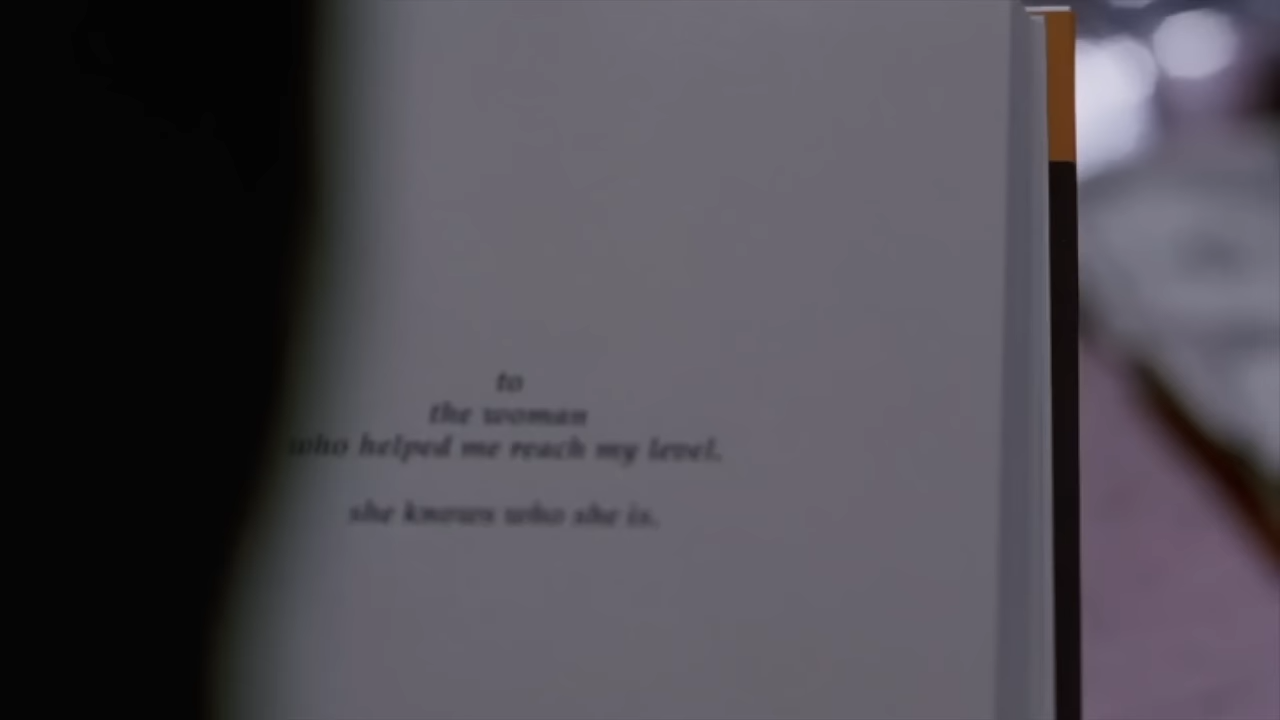 to
the woman
who helped me reach my level.
she knows who she is.